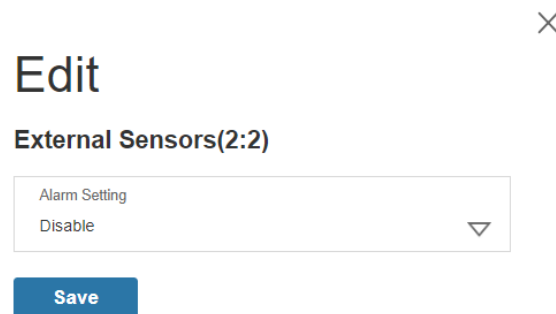 Edit
External Sensors(2:2)
Alarm Setting
Disable
Save